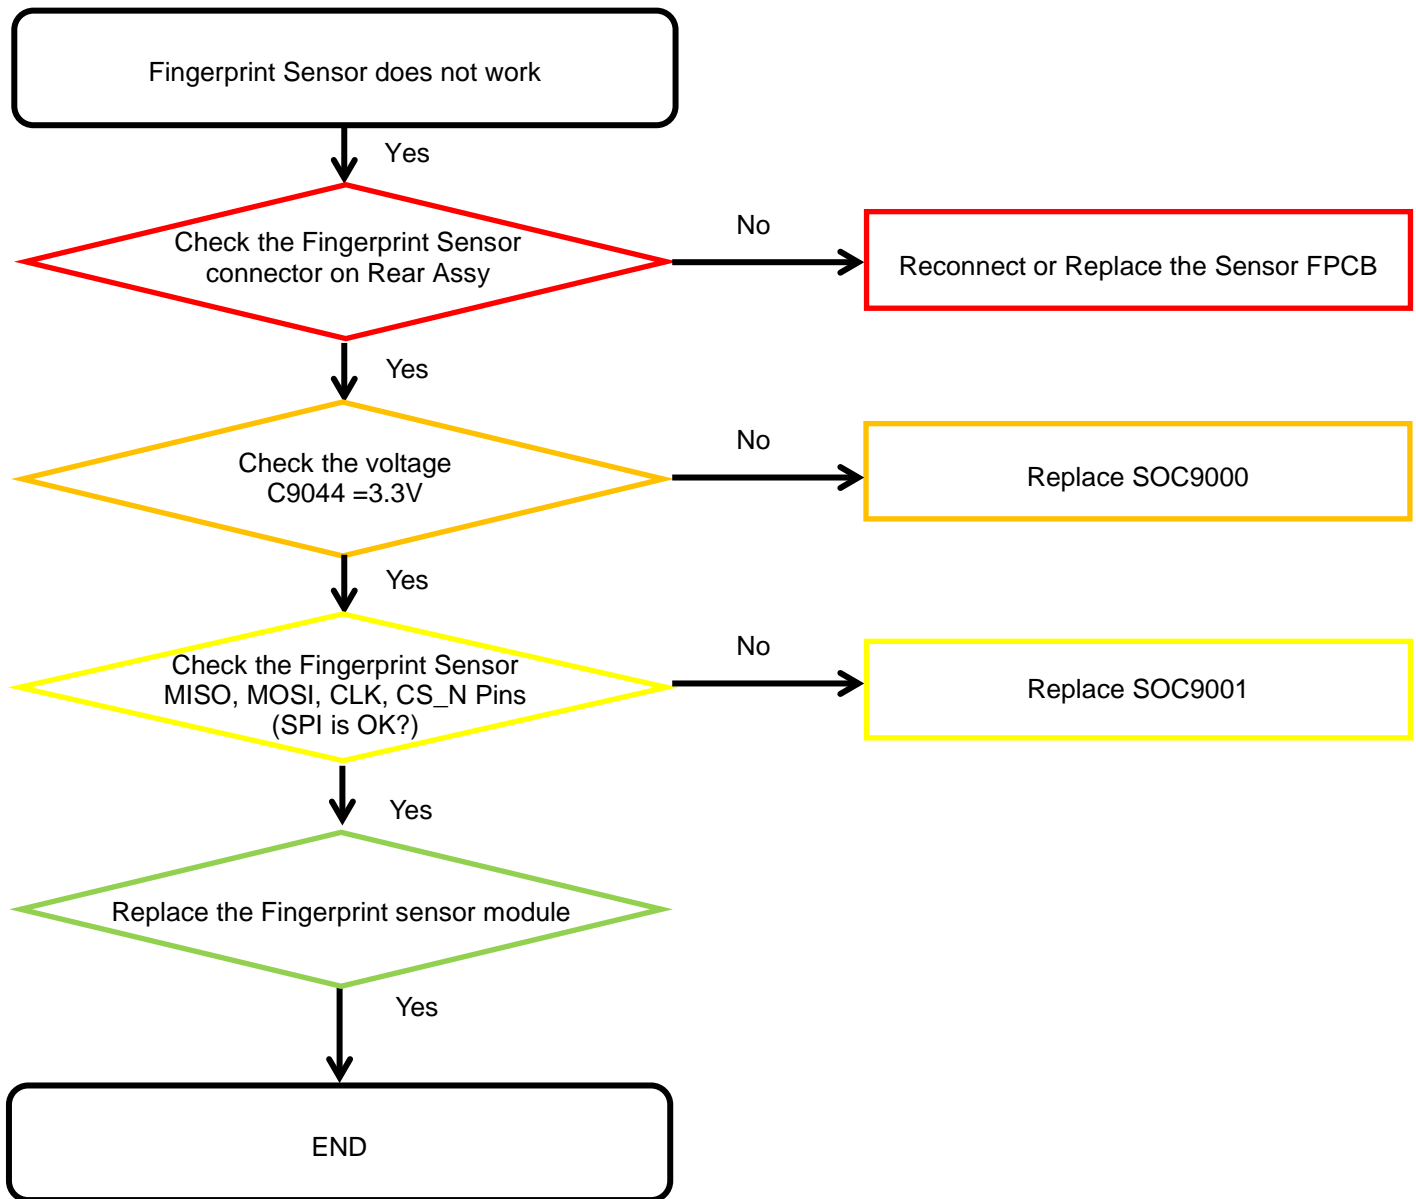 Fingerprint Sensor does not work
Yes
Check the Fingerprint Sensor
connector on Rear Assy
No
Reconnect or Replace the Sensor FPCB
Yes
Check the voltage
C9044 =3.3V
No
Replace SOC9000
Yes
Check the Fingerprint Sensor
MISO, MOSI, CLK, CS_N Pins
(SPI is OK?)
No
Replace SOC9001
Yes
Replace the Fingerprint sensor module
Yes
END